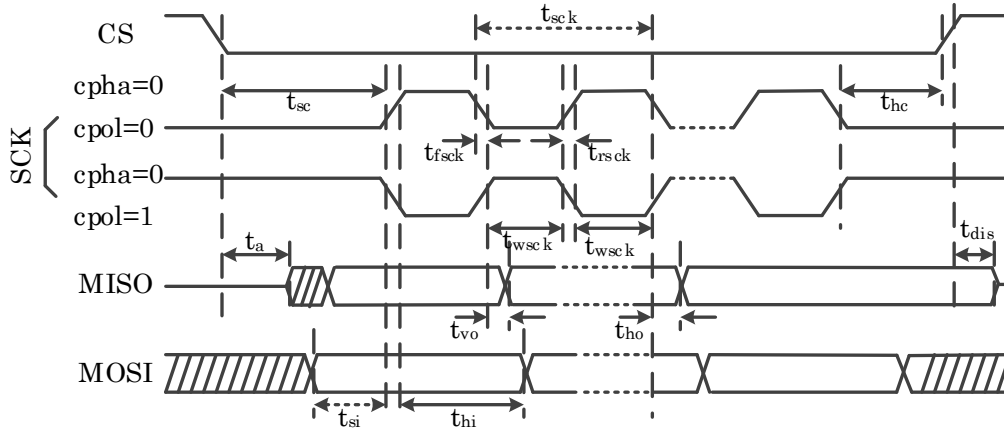 CS
t_sck
cpha=0
t_sc
t_hc
cpol=0
SCK
t_fsck
t_rsck
cpha=0
cpol=1
t_a
t_wsck
t_wsck
t_dis
MISO
t_vo
t_ho
MOSI
t_si
t_hi